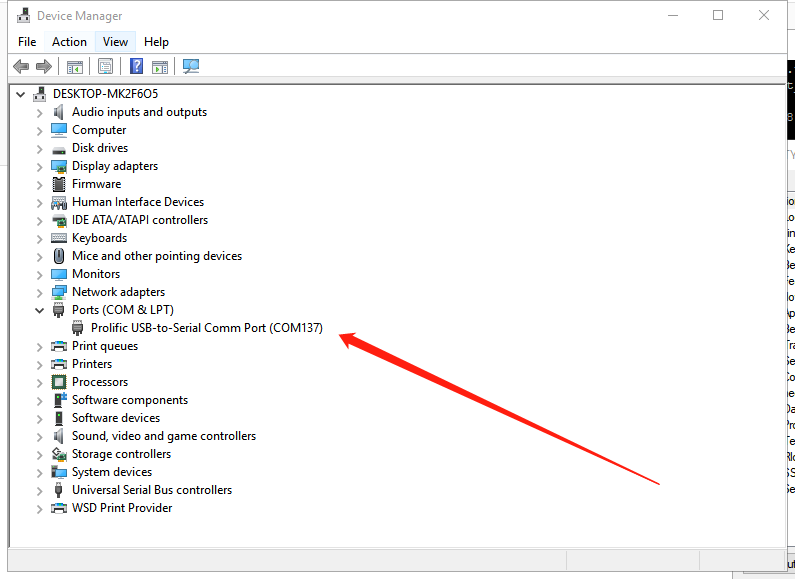 Device Manager
File Action View Help
DESKTOP-MK2F6O5
Audio inputs and outputs
Computer
Disk drives
Display adapters
Firmware
Human Interface Devices
IDE ATA/ATAPI controllers
Keyboards
Mice and other pointing devices
Monitors
Network adapters
Ports (COM & LPT)
Prolific USB-to-Serial Comm Port (COM137)
Print queues
Printers
Processors
Software components
Software devices
Sound, video and game controllers
Storage controllers
System devices
Universal Serial Bus controllers
WSD Print Provider